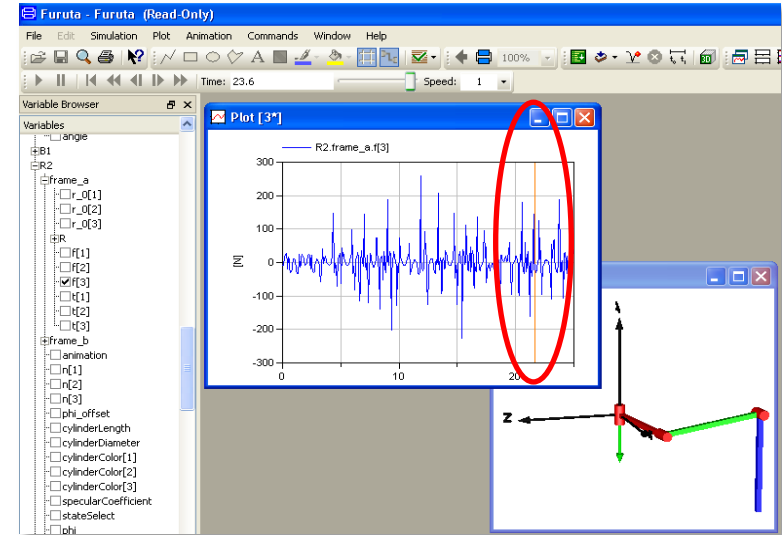 Furuta - Furuta (Read-Only)
File Edit Simulation Plot Animation Commands Window Help
A 100% 3D
Time: 23.6 Speed: 1
Variable Browser
Variables
angle
B1
R2
frame_a
r_0[1]
r_0[2]
r_0[3]
R
f[1]
f[2]
f[3]
t[1]
t[2]
t[3]
frame_b
animation
n[1]
n[2]
n[3]
phi_offset
cylinderLength
cylinderDiameter
cylinderColor[1]
cylinderColor[2]
cylinderColor[3]
specularCoefficient
stateSelect
phi
Plot [3*]
R2.frame_a.f[3]
300
200
100
0
-100
-200
-300
[N]
0 10 20
Z